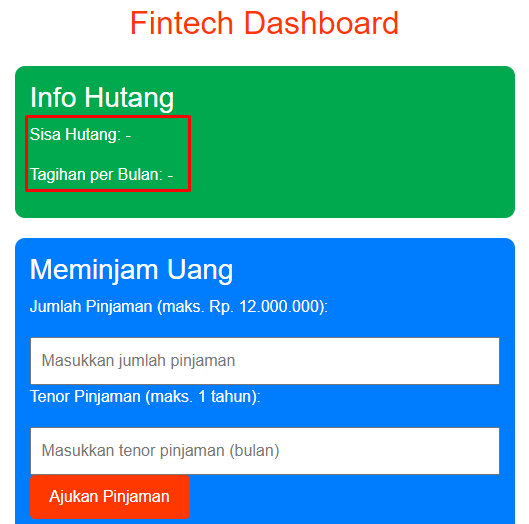 Fintech Dashboard
Info Hutang
Sisa Hutang: -
Tagihan per Bulan: -
Meminjam Uang
Jumlah Pinjaman (maks. Rp. 12.000.000):
Masukkan jumlah pinjaman
Tenor Pinjaman (maks. 1 tahun):
Masukkan tenor pinjaman (bulan)
Ajukan Pinjaman